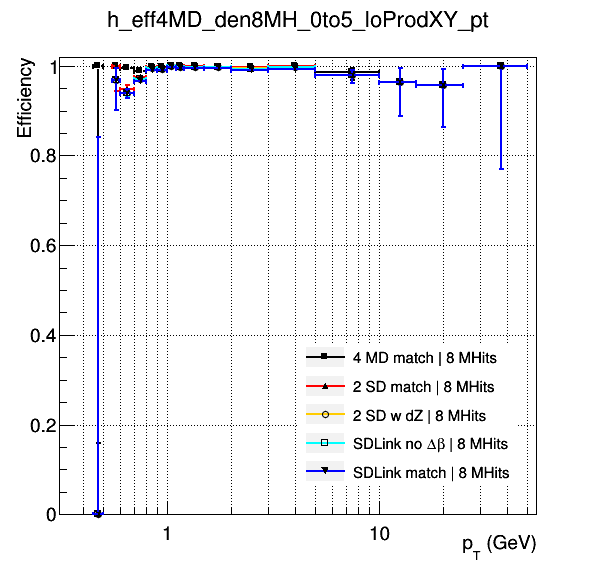 h_eff4MD_den8MH_0to5_loProdXY_pt
Efficiency
1
0.8
0.6
0.4
0.2
0
4 MD match | 8 MHits
2 SD match | 8 MHits
2 SD w dZ | 8 MHits
SDLink no Δβ | 8 MHits
SDLink match | 8 MHits
1
10
p_T (GeV)